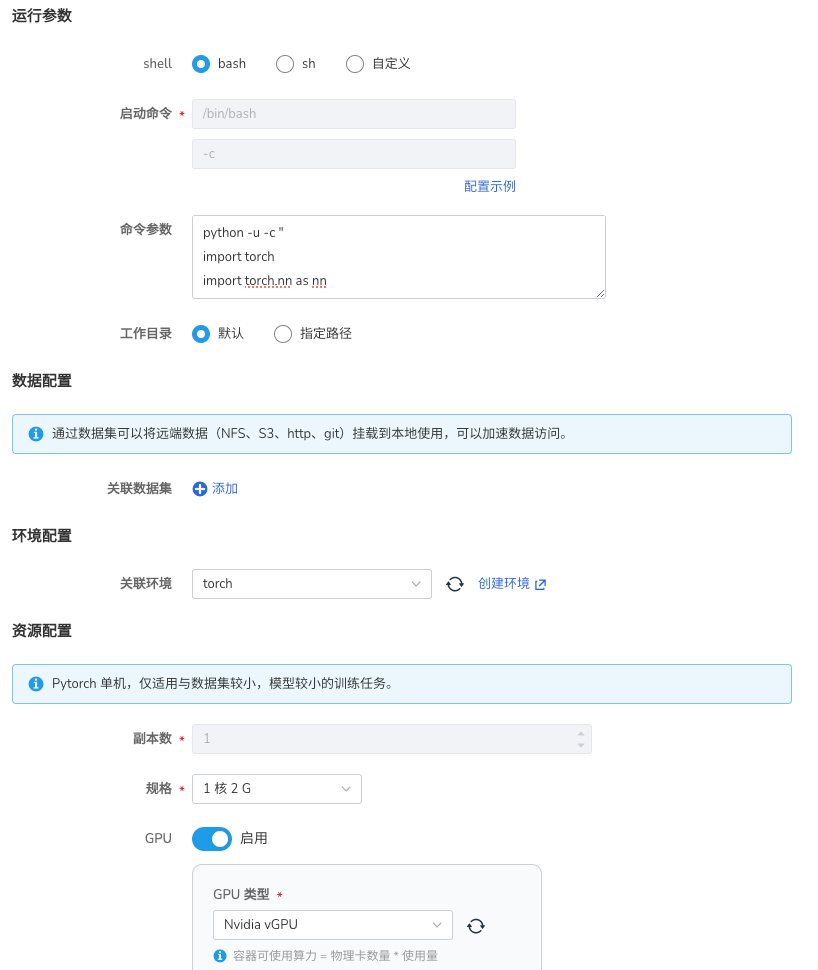 运行参数
shell bash sh 自定义
启动命令 * /bin/bash
-c
配置示例
命令参数 python -u -c "
import torch
import torch.nn as nn
工作目录 默认 指定路径
数据配置
通过数据集可以将远端数据（NFS、S3、http、git）挂载到本地使用，可以加速数据访问。
关联数据集 添加
环境配置
关联环境 torch 创建环境
资源配置
Pytorch 单机，仅适用与数据集较小，模型较小的训练任务。
副本数 * 1
规格 * 1 核 2 G
GPU 启用
GPU 类型 *
Nvidia vGPU
容器可使用算力 = 物理卡数量 * 使用量